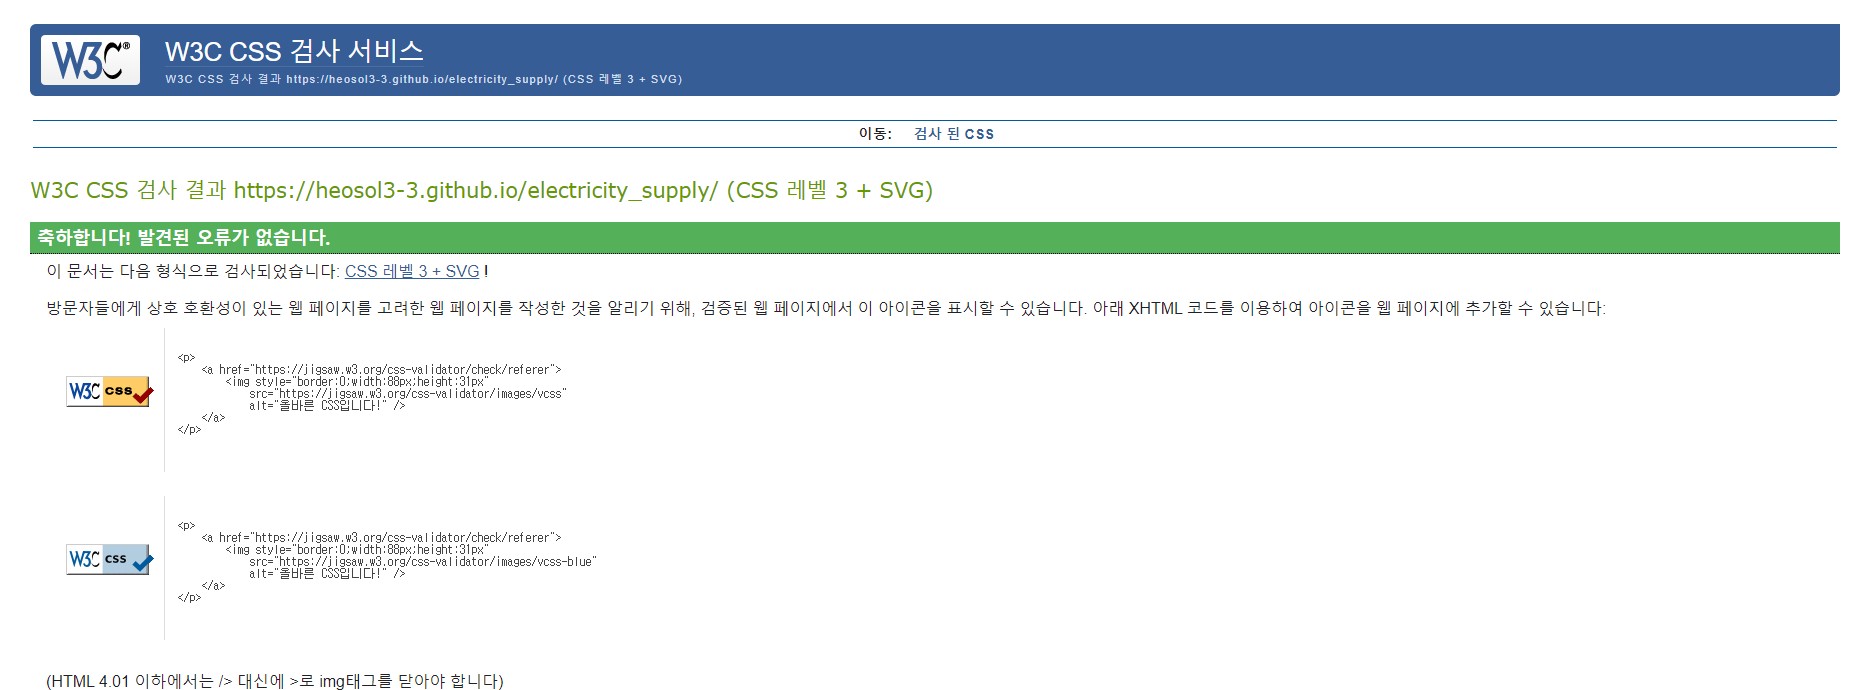 W3C®
W3C CSS 검사 서비스
W3C CSS 검사 결과 https://heosol3-3.github.io/electricity_supply/ (CSS 레벨 3 + SVG)
이동: 검사 된 CSS
W3C CSS 검사 결과 https://heosol3-3.github.io/electricity_supply/ (CSS 레벨 3 + SVG)
축하합니다! 발견된 오류가 없습니다.
이 문서는 다음 형식으로 검사되었습니다: CSS 레벨 3 + SVG !
방문자들에게 상호 호환성이 있는 웹 페이지를 고려한 웹 페이지를 작성한 것을 알리기 위해, 검증된 웹 페이지에서 이 아이콘을 표시할 수 있습니다. 아래 XHTML 코드를 이용하여 아이콘을 웹 페이지에 추가할 수 있습니다:
W3C css
<p>
<a href="https://jigsaw.w3.org/css-validator/check/referer">
<img style="border:0;width:88px;height:31px"
src="https://jigsaw.w3.org/css-validator/images/vcss"
alt="올바른 CSS입니다!" />
</a>
</p>
W3C css
<p>
<a href="https://jigsaw.w3.org/css-validator/check/referer">
<img style="border:0;width:88px;height:31px"
src="https://jigsaw.w3.org/css-validator/images/vcss-blue"
alt="올바른 CSS입니다!" />
</a>
</p>
(HTML 4.01 이하에서는 /> 대신에 >로 img태그를 닫아야 합니다)